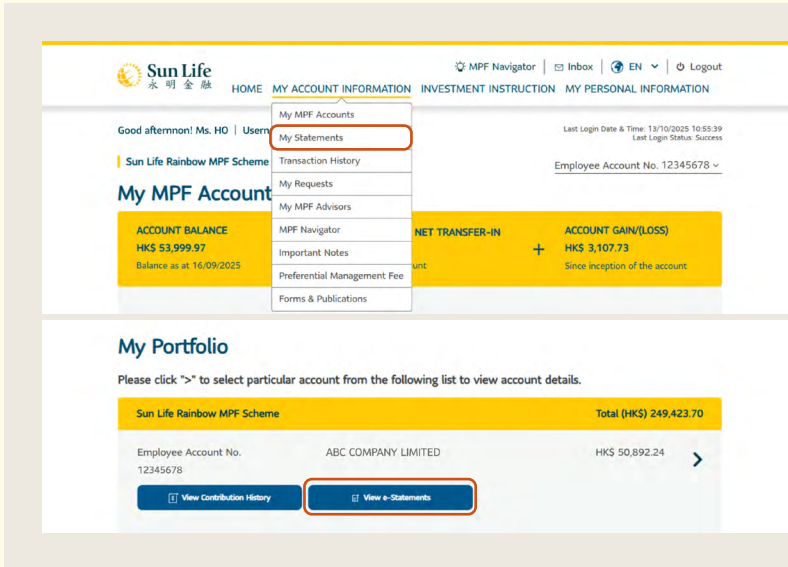 Sun Life
永明金融
MPF Navigator
Inbox
EN
Logout
HOME MY ACCOUNT INFORMATION INVESTMENT INSTRUCTION MY PERSONAL INFORMATION
Good afternnon! Ms. HO | Usern
Last Login Date & Time: 13/10/2025 10:55:39
Last Login Status: Success
Sun Life Rainbow MPF Scheme
Employee Account No. 12345678
My MPF Account
My MPF Accounts
My Statements
Transaction History
My Requests
My MPF Advisors
MPF Navigator
Important Notes
Preferential Management Fee
Forms & Publications
ACCOUNT BALANCE
HK$ 53,999.97
Balance as at 16/09/2025
NET TRANSFER-IN
unt
+
ACCOUNT GAIN/(LOSS)
HK$ 3,107.73
Since inception of the account
My Portfolio
Please click ">" to select particular account from the following list to view account details.
Sun Life Rainbow MPF Scheme Total (HK$) 249,423.70
Employee Account No. ABC COMPANY LIMITED HK$ 50,892.24
12345678
View Contribution History
View e-Statements